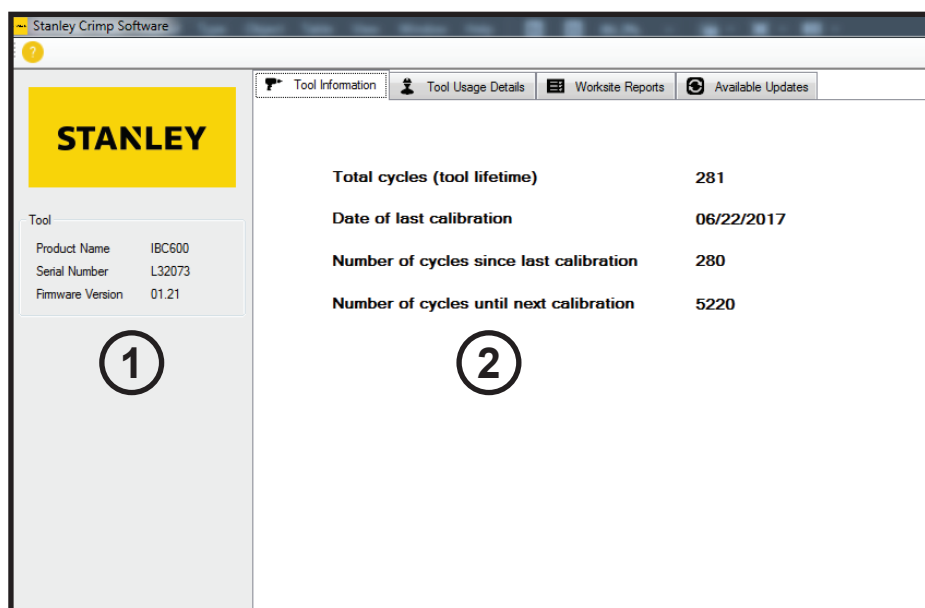 Stanley Crimp Software
?
Tool Information Tool Usage Details Worksite Reports Available Updates
STANLEY
Tool
Product Name IBC600
Serial Number L32073
Firmware Version 01.21
1
Total cycles (tool lifetime) 281
Date of last calibration 06/22/2017
Number of cycles since last calibration 280
Number of cycles until next calibration 5220
2